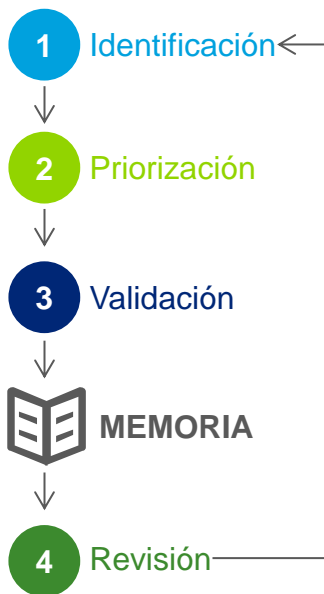 1 Identificación
2 Priorización
3 Validación
MEMORIA
4 Revisión